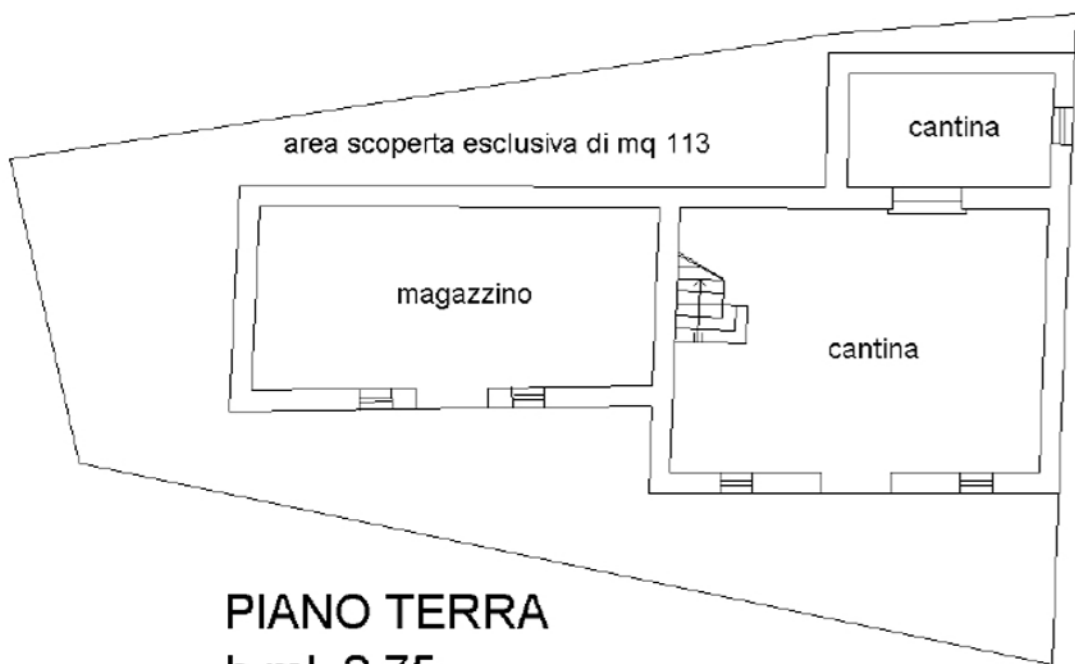 area scoperta esclusiva di mq 113
cantina
magazzino
cantina
PIANO TERRA